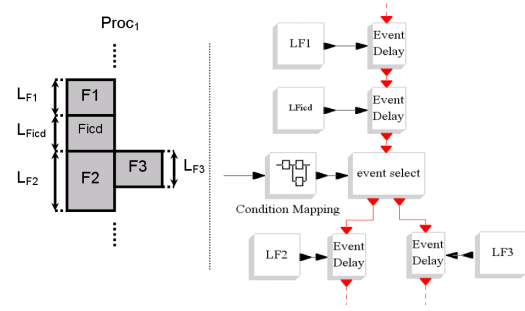 Proc1
LF1
F1
LFicd
Ficd
LF2
F2
F3
LF3
LF1
Event
Delay
LFicd
Event
Delay
event select
Condition Mapping
LF2
Event
Delay
Event
Delay
LF3